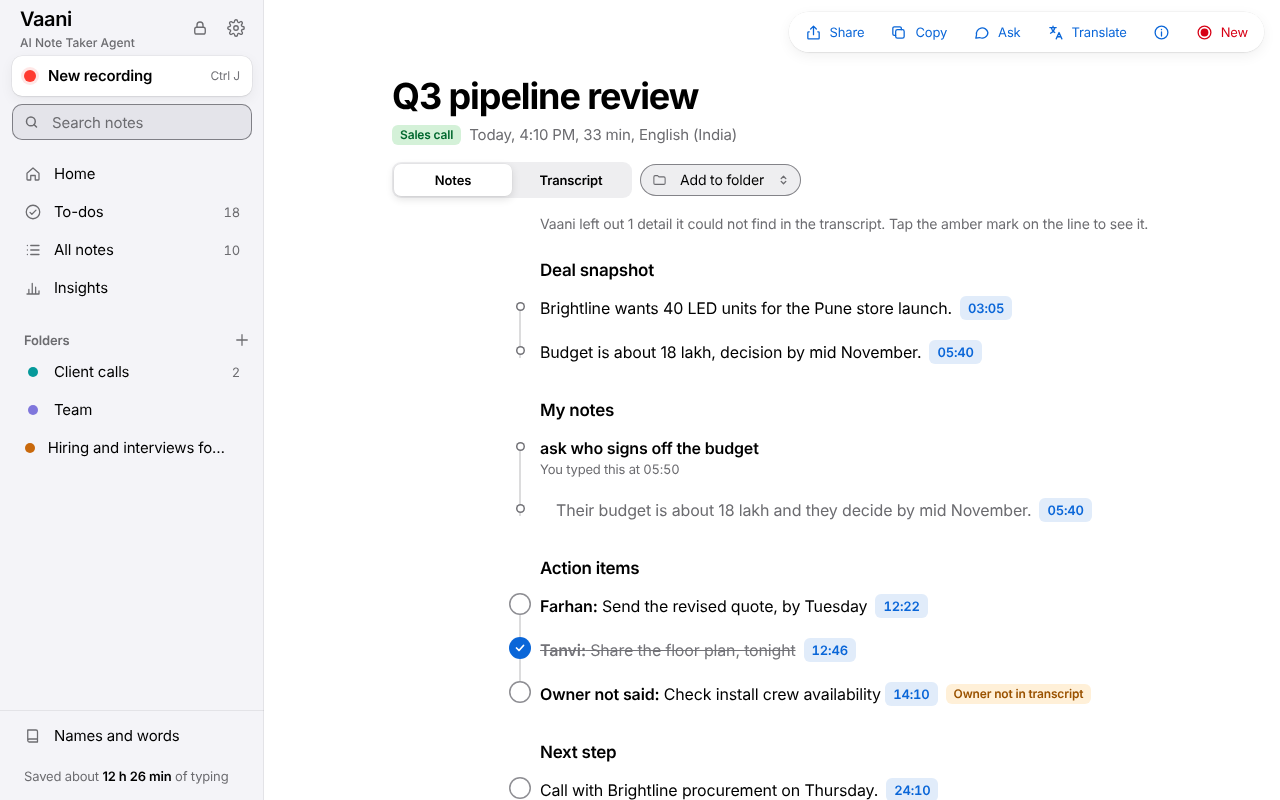 Vaani
AI Note Taker Agent
New recording Ctrl J
Search notes
Home
To-dos 18
All notes 10
Insights
Folders
Client calls 2
Team
Hiring and interviews fo...
Names and words
Saved about 12 h 26 min of typing
Share Copy Ask Translate New
Q3 pipeline review
Sales call Today, 4:10 PM, 33 min, English (India)
Notes Transcript Add to folder
Vaani left out 1 detail it could not find in the transcript. Tap the amber mark on the line to see it.
Deal snapshot
Brightline wants 40 LED units for the Pune store launch. 03:05
Budget is about 18 lakh, decision by mid November. 05:40
My notes
ask who signs off the budget
You typed this at 05:50
Their budget is about 18 lakh and they decide by mid November. 05:40
Action items
Farhan: Send the revised quote, by Tuesday 12:22
Tanvi: Share the floor plan, tonight 12:46
Owner not said: Check install crew availability 14:10 Owner not in transcript
Next step
Call with Brightline procurement on Thursday. 24:10